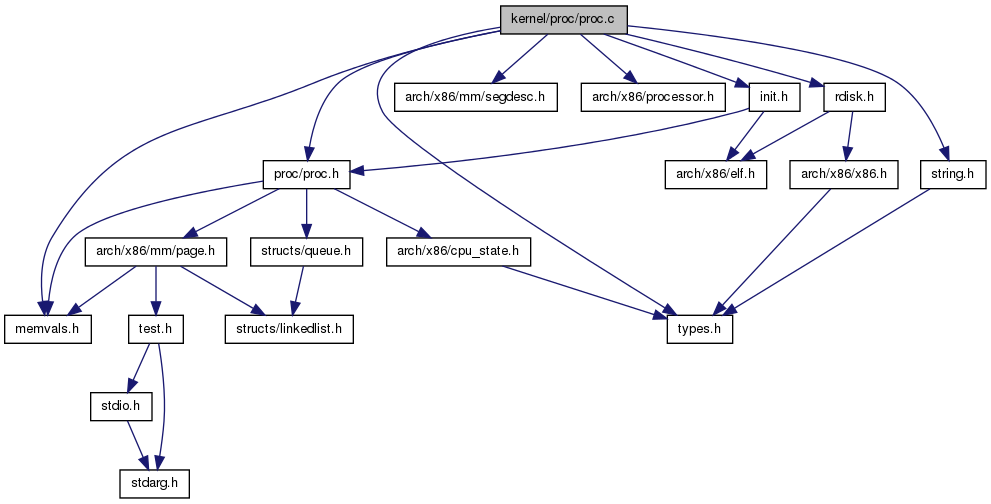 kernel/proc/proc.c
arch/x86/mm/segdesc.h
arch/x86/processor.h
init.h
rdisk.h
proc/proc.h
arch/x86/elf.h
arch/x86/x86.h
string.h
arch/x86/mm/page.h
structs/queue.h
arch/x86/cpu_state.h
memvals.h
test.h
structs/linkedlist.h
types.h
stdio.h
stdarg.h